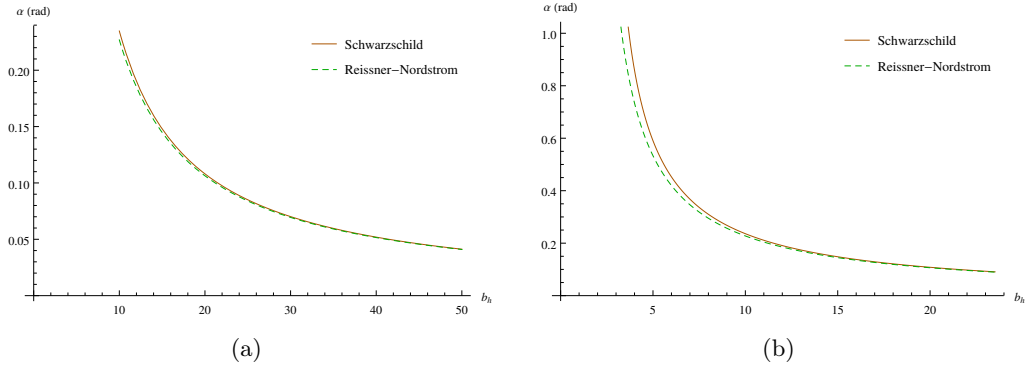 α (rad)
Schwarzschild
Reissner-Nordstrom
0.20
0.15
0.10
0.05
10 20 30 40 50
b_h
(a)
α (rad)
Schwarzschild
Reissner-Nordstrom
1.0
0.8
0.6
0.4
0.2
5 10 15 20
b_h
(b)